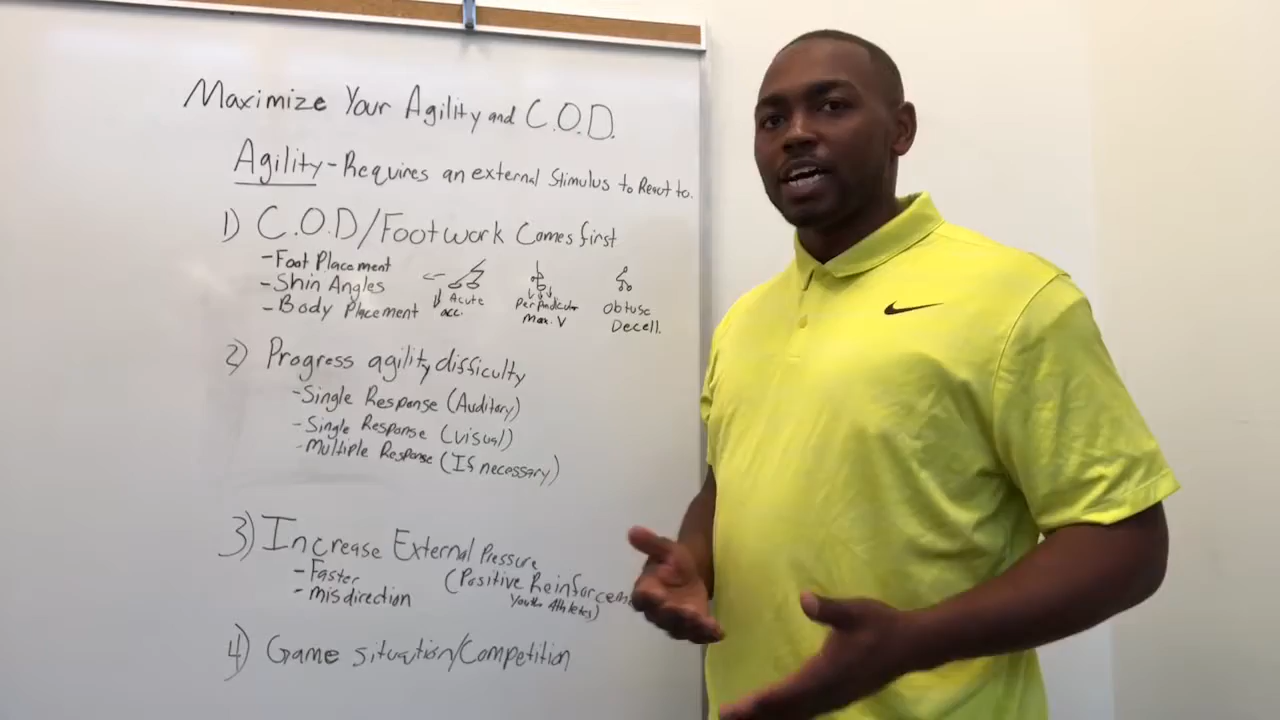 Maximize Your Agility and C.O.D.
Agility - Requires an external Stimulus to React to.
1) C.O.D/Footwork Comes first
- Foot Placement
- Shin Angles
- Body Placement
Acute
acc.
Perpendicular
Max. V
Obtuse
Decell.
2) Progress agility difficulty
- Single Response (Auditory)
- Single Response (visual)
- Multiple Response (If necessary)
3) Increase External Pressure
- Faster
- misdirection
(Positive Reinforceme
Youth Athletes)
4) Game situation/Competition